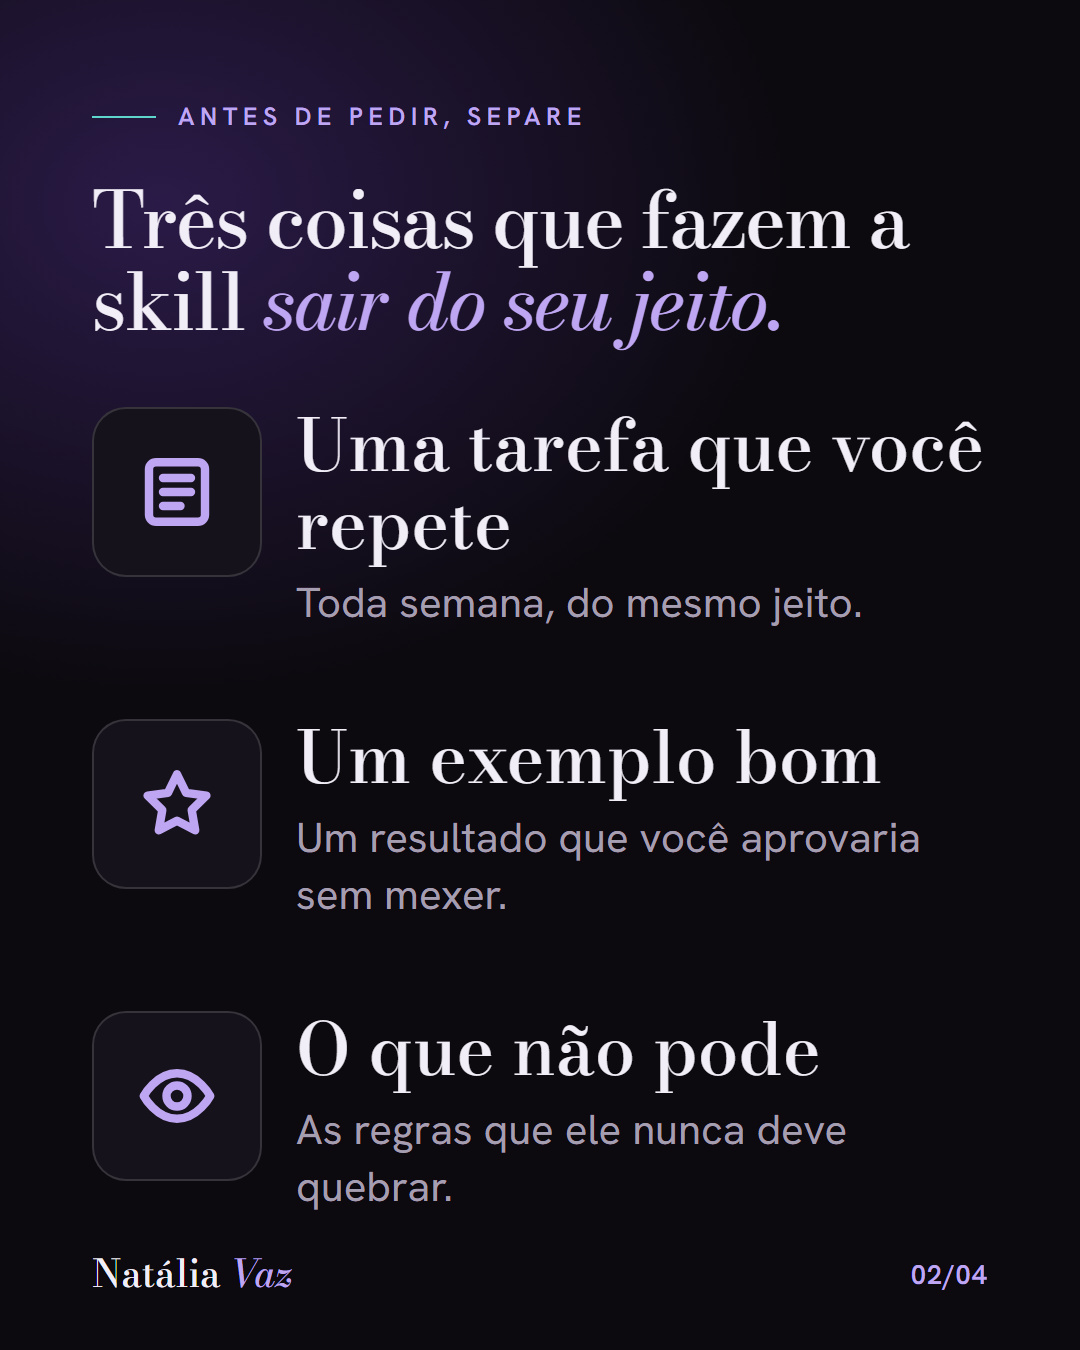 ANTES DE PEDIR, SEPARE
Três coisas que fazem a
skill sair do seu jeito.
Uma tarefa que você
repete
Toda semana, do mesmo jeito.
Um exemplo bom
Um resultado que você aprovaria
sem mexer.
O que não pode
As regras que ele nunca deve
quebrar.
Natália Vaz
02/04